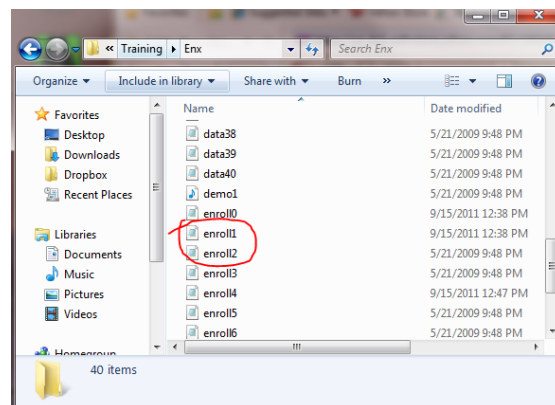 « Training Enx Search Enx
Organize Include in library Share with Burn »
Favorites
Desktop
Downloads
Dropbox
Recent Places
Libraries
Documents
Music
Pictures
Videos
Homegroup
Name Date modified
data38 5/21/2009 9:48 PM
data39 5/21/2009 9:48 PM
data40 5/21/2009 9:48 PM
demo1 5/21/2009 9:48 PM
enroll0 9/15/2011 12:38 PM
enroll1 9/15/2011 12:38 PM
enroll2 5/21/2009 9:48 PM
enroll3 5/21/2009 9:48 PM
enroll4 9/15/2011 12:47 PM
enroll5 5/21/2009 9:48 PM
enroll6 5/21/2009 9:48 PM
40 items